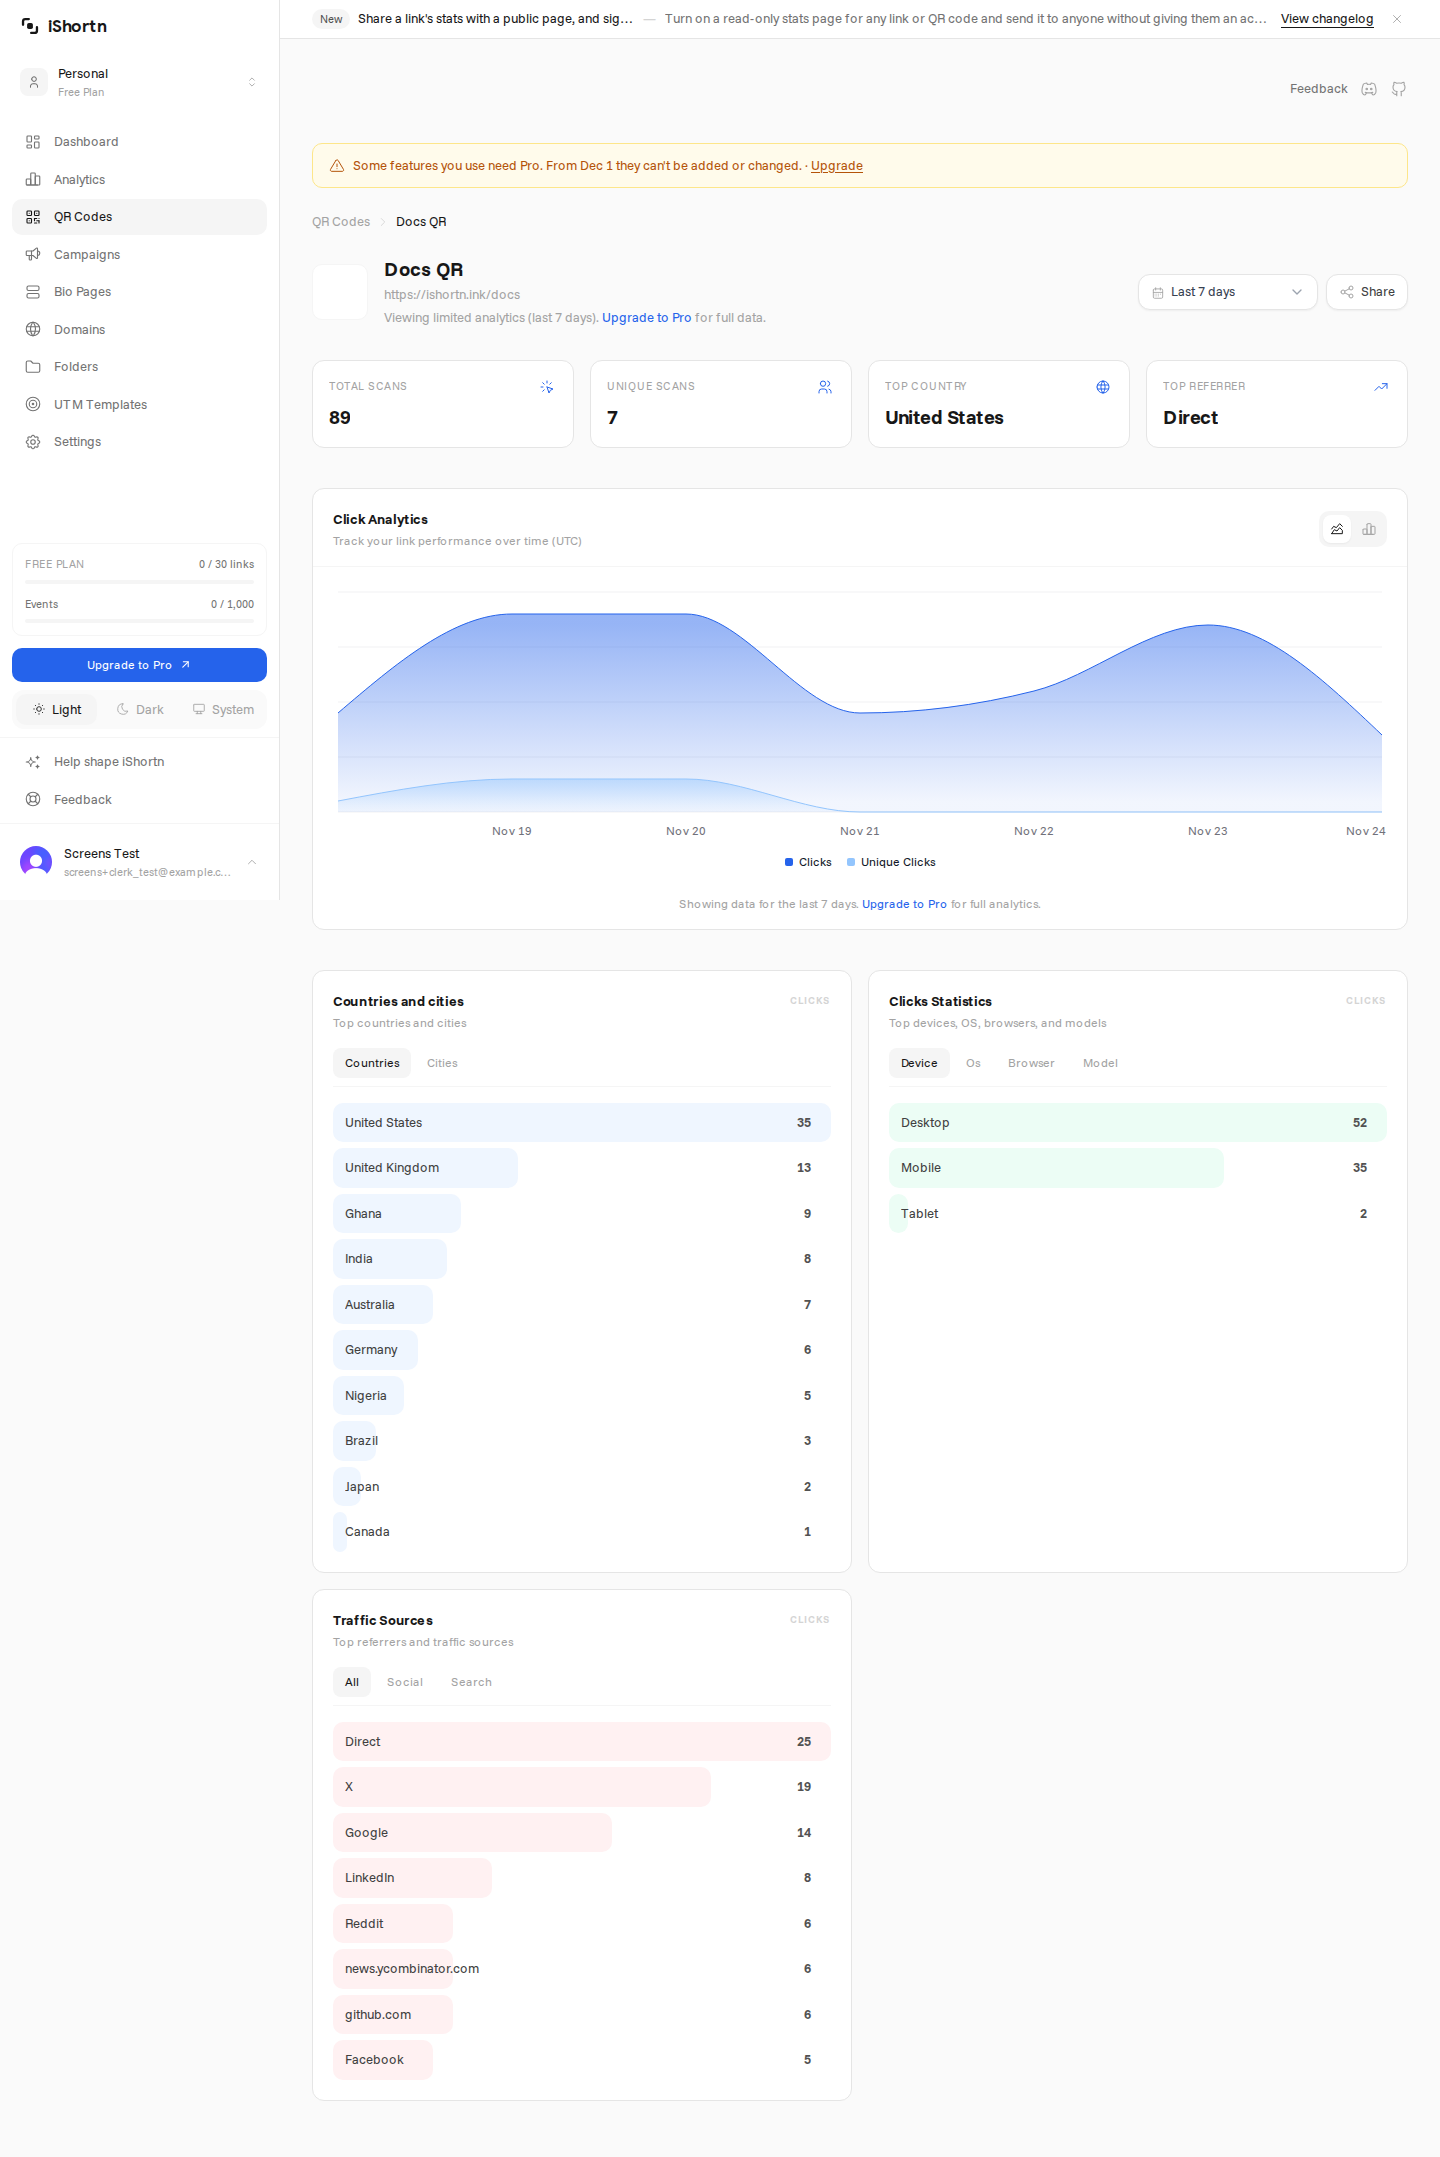 iShortn
Personal
Free Plan
Dashboard
Analytics
QR Codes
Campaigns
Bio Pages
Domains
Folders
UTM Templates
Settings
FREE PLAN 0 / 30 links
Events 0 / 1,000
Upgrade to Pro
Light Dark System
Help shape iShortn
Feedback
Screens Test
screens+clerk_test@example.c...
New Share a link's stats with a public page, and sig... — Turn on a read-only stats page for any link or QR code and send it to anyone without giving them an ac... View changelog
Feedback
Some features you use need Pro. From Dec 1 they can't be added or changed. · Upgrade
QR Codes Docs QR
Docs QR
https://ishortn.ink/docs
Viewing limited analytics (last 7 days). Upgrade to Pro for full data.
Last 7 days Share
TOTAL SCANS
89
UNIQUE SCANS
7
TOP COUNTRY
United States
TOP REFERRER
Direct
Click Analytics
Track your link performance over time (UTC)
Nov 19 Nov 20 Nov 21 Nov 22 Nov 23 Nov 24
Clicks Unique Clicks
Showing data for the last 7 days. Upgrade to Pro for full analytics.
Countries and cities CLICKS
Top countries and cities
Countries Cities
United States 35
United Kingdom 13
Ghana 9
India 8
Australia 7
Germany 6
Nigeria 5
Brazil 3
Japan 2
Canada 1
Clicks Statistics CLICKS
Top devices, OS, browsers, and models
Device Os Browser Model
Desktop 52
Mobile 35
Tablet 2
Traffic Sources CLICKS
Top referrers and traffic sources
All Social Search
Direct 25
X 19
Google 14
LinkedIn 8
Reddit 6
news.ycombinator.com 6
github.com 6
Facebook 5